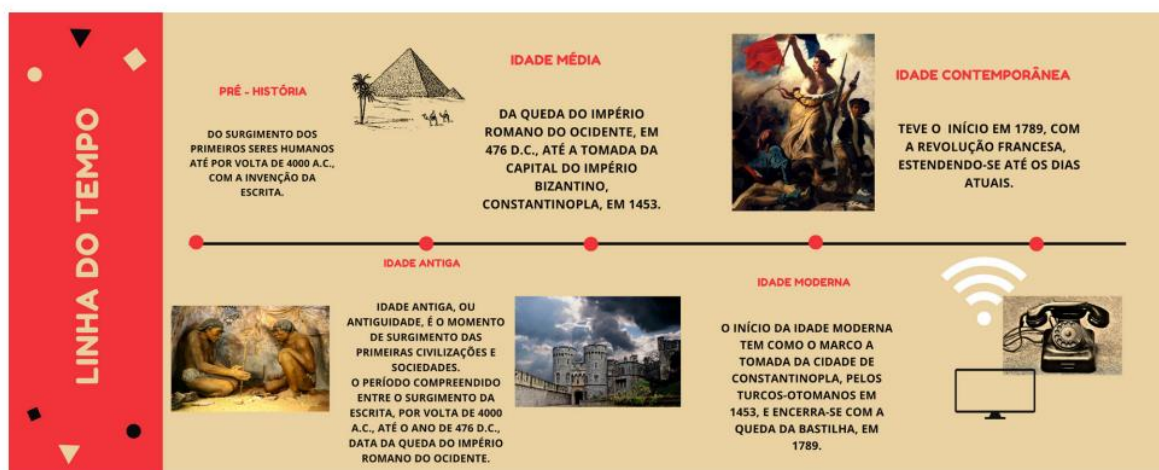 LINHA DO TEMPO
PRÉ - HISTÓRIA
DO SURGIMENTO DOS
PRIMEIROS SERES HUMANOS
ATÉ POR VOLTA DE 4000 A.C.,
COM A INVENÇÃO DA
ESCRITA.
IDADE ANTIGA
IDADE ANTIGA, OU
ANTIGUIDADE, É O MOMENTO
DE SURGIMENTO DAS
PRIMEIRAS CIVILIZAÇÕES E
SOCIEDADES.
O PERÍODO COMPREENDIDO
ENTRE O SURGIMENTO DA
ESCRITA, POR VOLTA DE 4000
A.C., ATÉ O ANO DE 476 D.C.,
DATA DA QUEDA DO IMPÉRIO
ROMANO DO OCIDENTE.
IDADE MÉDIA
DA QUEDA DO IMPÉRIO
ROMANO DO OCIDENTE, EM
476 D.C., ATÉ A TOMADA DA
CAPITAL DO IMPÉRIO
BIZANTINO,
CONSTANTINOPLA, EM 1453.
IDADE MODERNA
O INÍCIO DA IDADE MODERNA
TEM COMO O MARCO A
TOMADA DA CIDADE DE
CONSTANTINOPLA, PELOS
TURCOS-OTOMANOS EM
1453, E ENCERRA-SE COM A
QUEDA DA BASTILHA, EM
1789.
IDADE CONTEMPORÂNEA
TEVE O INÍCIO EM 1789, COM
A REVOLUÇÃO FRANCESA,
ESTENDENDO-SE ATÉ OS DIAS
ATUAIS.